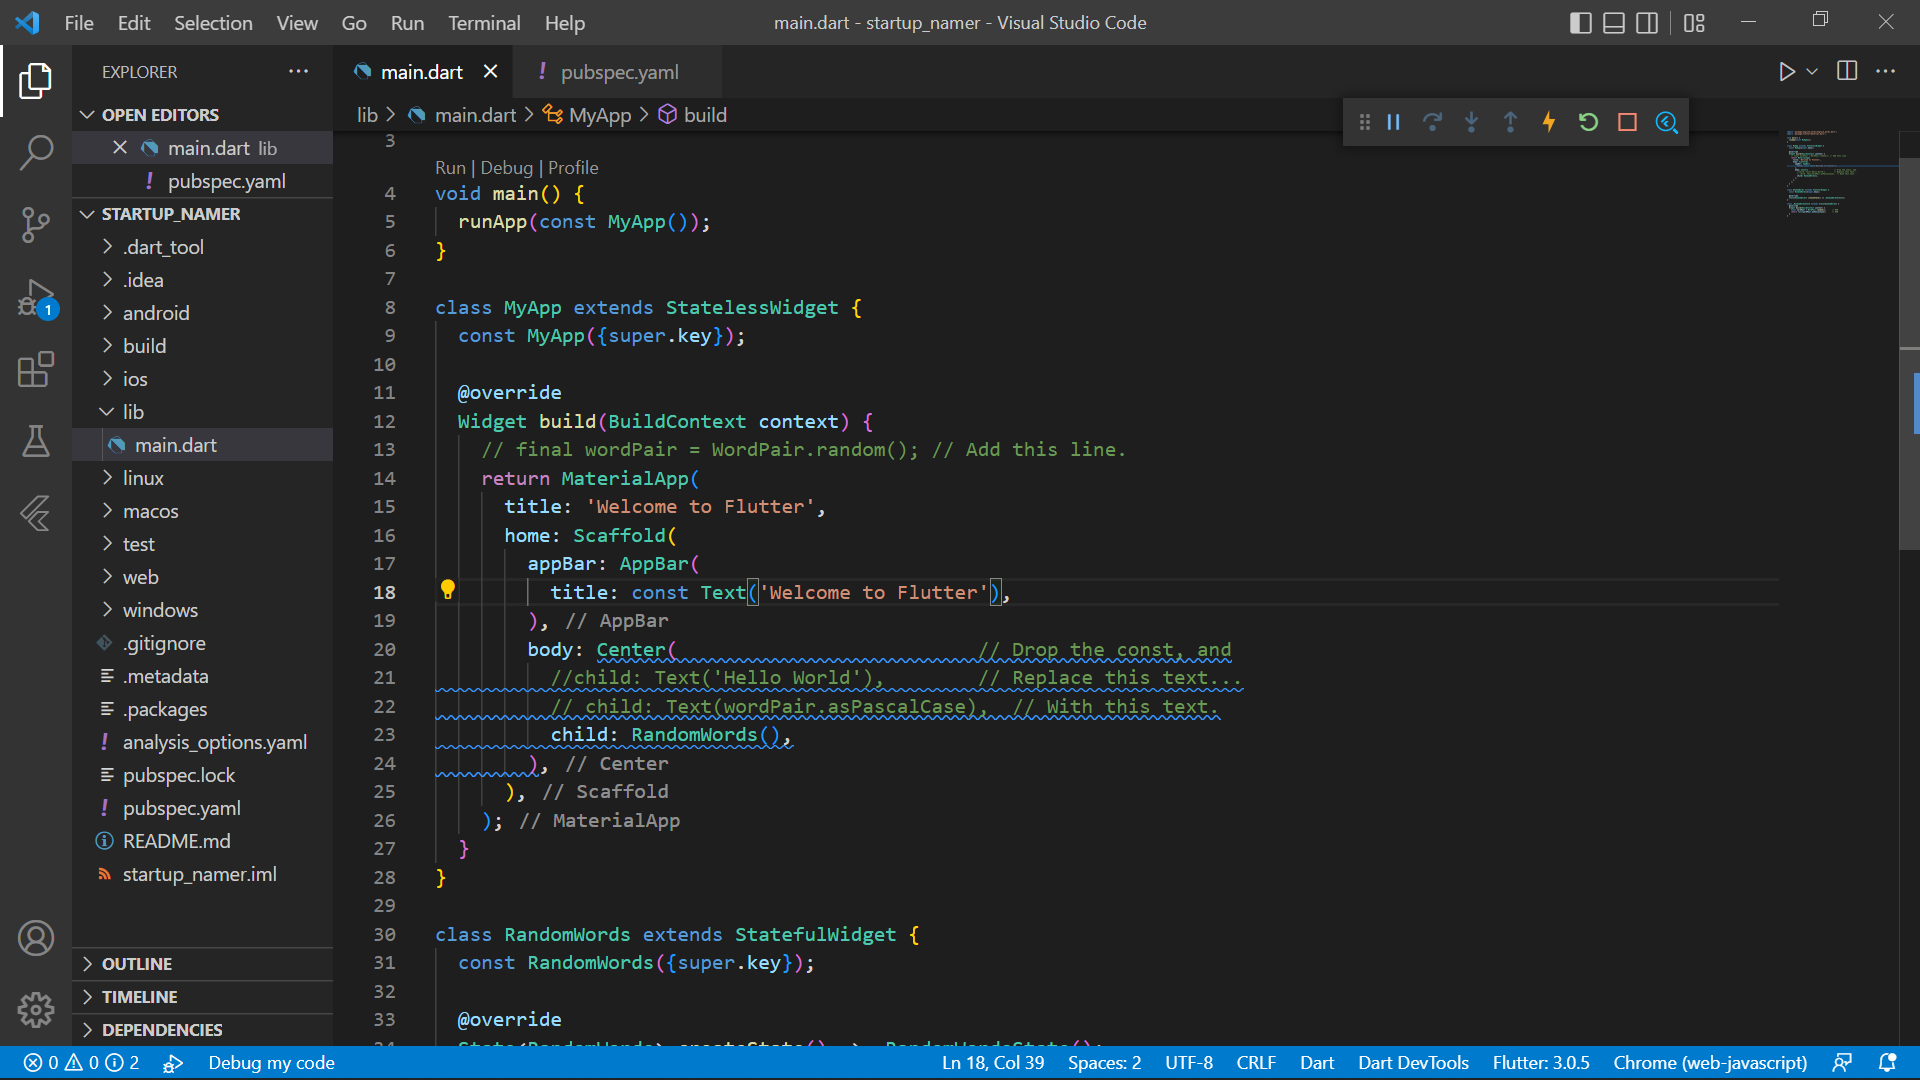 File Edit Selection View Go Run Terminal Help
main.dart - startup_namer - Visual Studio Code
EXPLORER
OPEN EDITORS
main.dart lib
pubspec.yaml
STARTUP_NAMER
.dart_tool
.idea
android
build
ios
lib
main.dart
linux
macos
test
web
windows
.gitignore
.metadata
.packages
analysis_options.yaml
pubspec.lock
pubspec.yaml
README.md
startup_namer.iml
OUTLINE
TIMELINE
DEPENDENCIES
1
main.dart
pubspec.yaml
lib > main.dart > MyApp > build
3
Run | Debug | Profile
4 void main() {
5 runApp(const MyApp());
6 }
7
8 class MyApp extends StatelessWidget {
9 const MyApp({super.key});
10
11 @override
12 Widget build(BuildContext context) {
13 // final wordPair = WordPair.random(); // Add this line.
14 return MaterialApp(
15 title: 'Welcome to Flutter',
16 home: Scaffold(
17 appBar: AppBar(
18 title: const Text('Welcome to Flutter'),
19 ), // AppBar
20 body: Center( // Drop the const, and
21 //child: Text('Hello World'), // Replace this text...
22 // child: Text(wordPair.asPascalCase), // With this text.
23 child: RandomWords(),
24 ), // Center
25 ), // Scaffold
26 ); // MaterialApp
27 }
28 }
29
30 class RandomWords extends StatefulWidget {
31 const RandomWords({super.key});
32
33 @override
0 0 2 Debug my code
Ln 18, Col 39 Spaces: 2 UTF-8 CRLF Dart Dart DevTools Flutter: 3.0.5 Chrome (web-javascript)